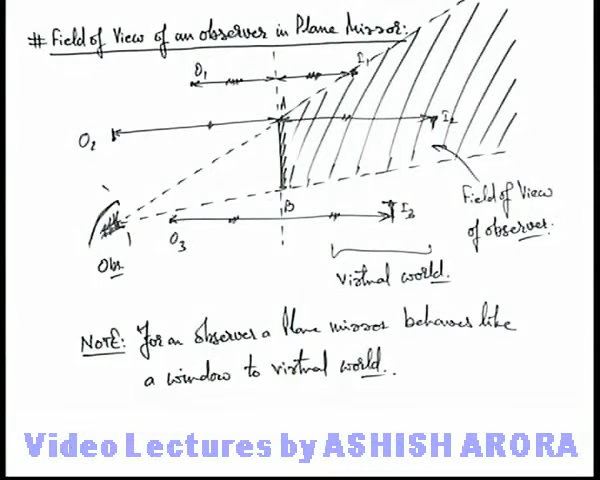 # Field of View of an observer in Plane Mirror:
O1
I1
A
O2
I2
B
O3
I3
Obs.
Field of View
of observer.
Virtual world.
NOTE: For an observer a Plane mirror behaves like
a window to virtual world..
Video Lectures by ASHISH ARORA